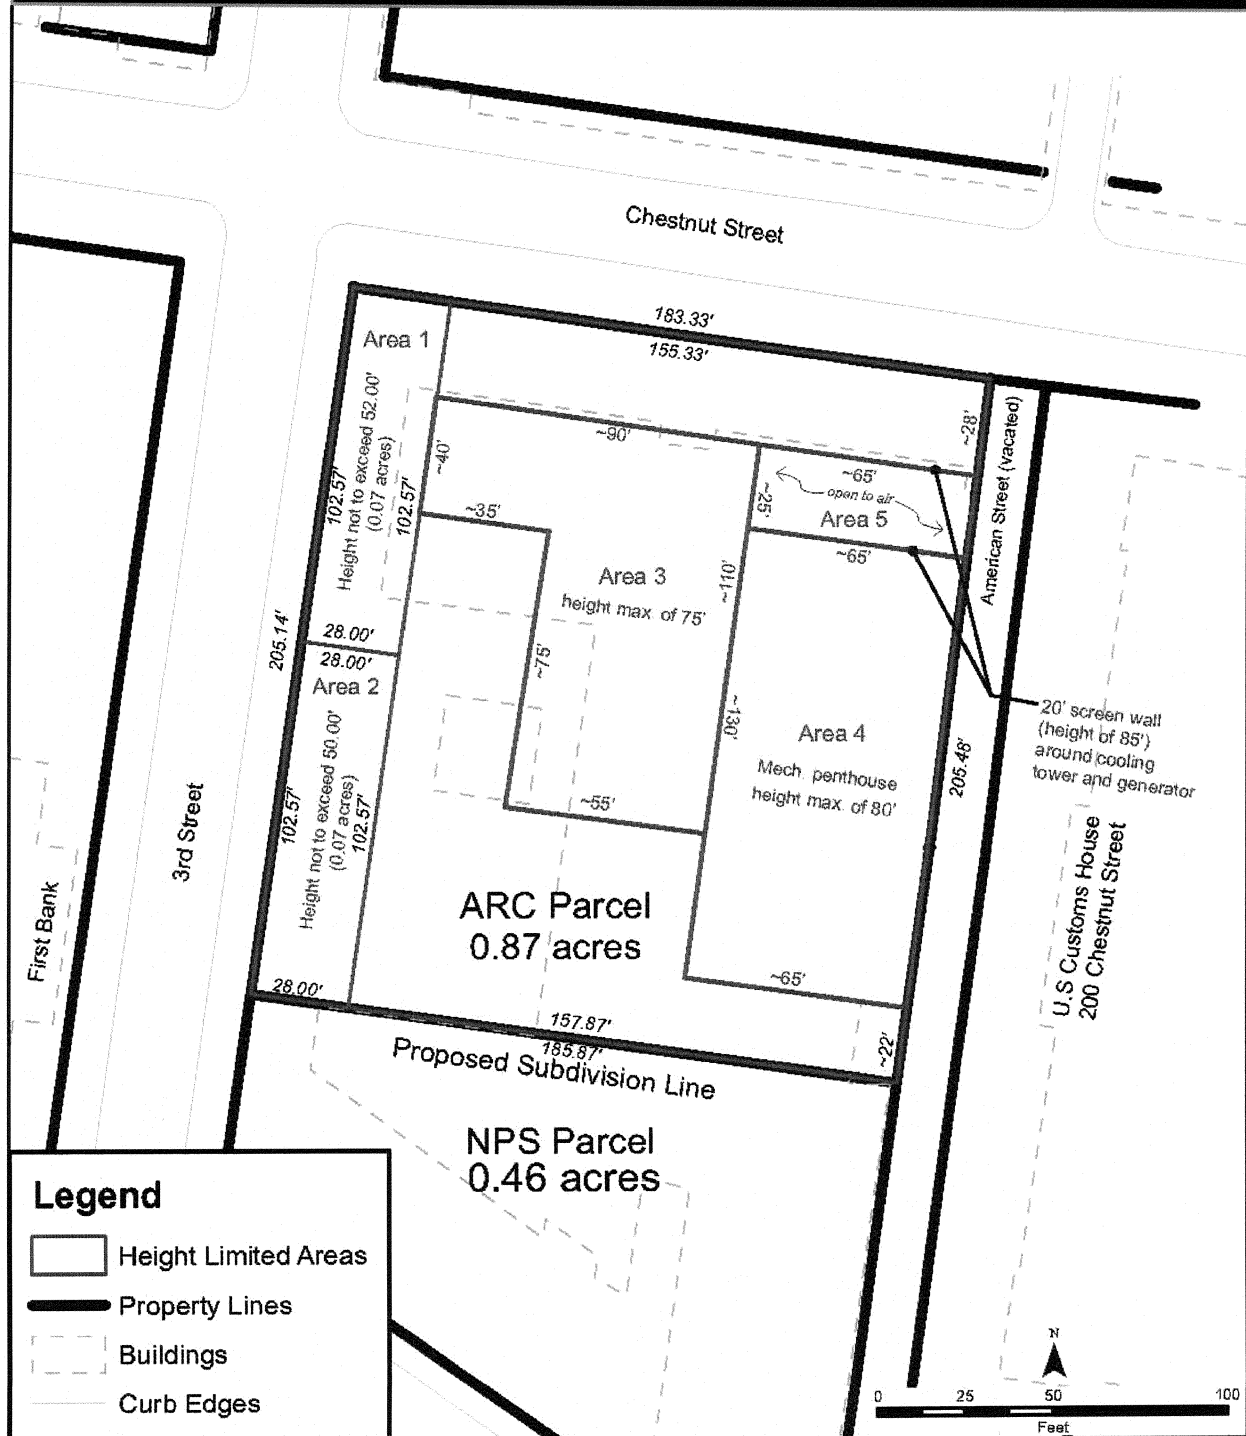 Chestnut Street
183.33'
155.33'
Area 1
Height not to exceed 52.00'
(0.07 acres)
102.57'
102.57'
~40'
~90'
~28'
~65'
open to air
~25'
Area 5
~65'
American Street (vacated)
~35'
Area 3
height max. of 75'
~110'
28.00'
28.00'
205.14'
Area 2
Height not to exceed 50.00'
(0.07 acres)
102.57'
102.57'
~75'
~130'
Area 4
Mech. penthouse
height max. of 80'
20' screen wall
(height of 85')
around cooling
tower and generator
205.48'
~55'
3rd Street
First Bank
ARC Parcel
0.87 acres
U.S Customs House
200 Chestnut Street
~65'
28.00'
157.87'
185.87'
~22'
Proposed Subdivision Line
NPS Parcel
0.46 acres
Legend
Height Limited Areas
Property Lines
Buildings
Curb Edges
N
0 25 50 100
Feet